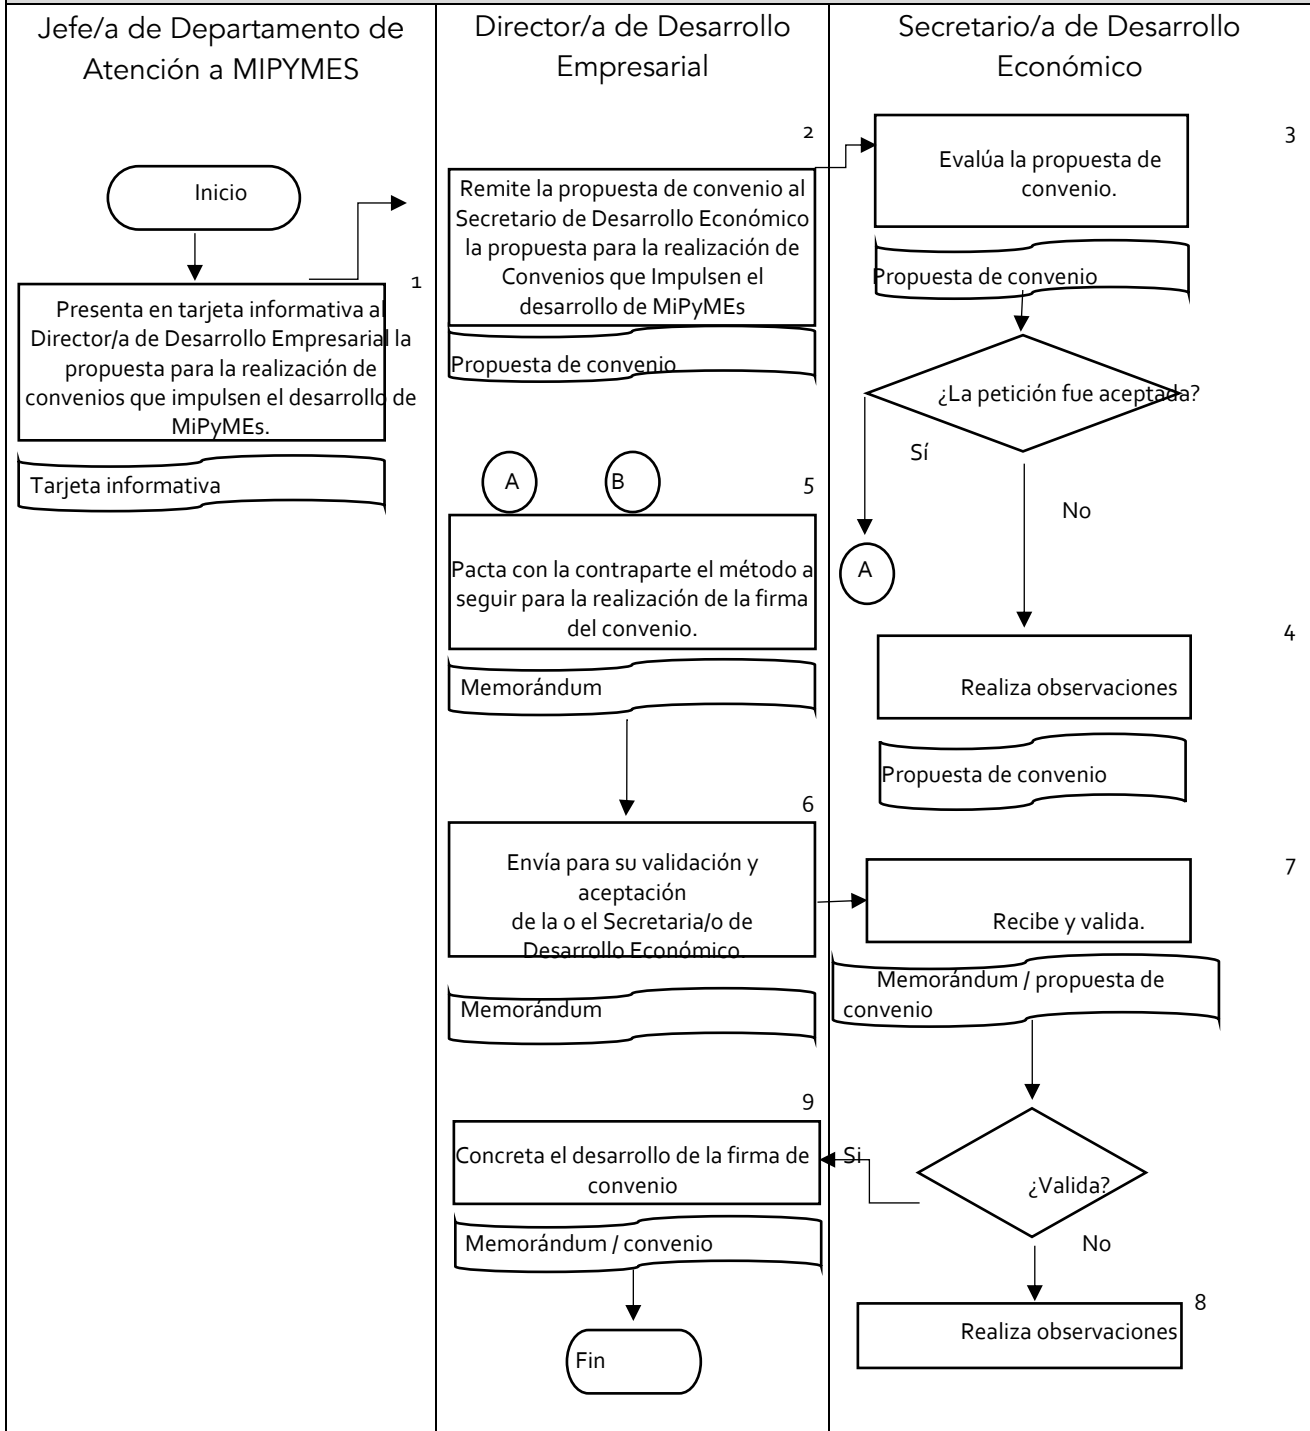 Jefe/a de Departamento de
Atención a MIPYMES
Director/a de Desarrollo
Empresarial
Secretario/a de Desarrollo
Económico
Inicio
1
Presenta en tarjeta informativa al
Director/a de Desarrollo Empresarial la
propuesta para la realización de
convenios que impulsen el desarrollo de
MiPyMEs.
Tarjeta informativa
2
Remite la propuesta de convenio al
Secretario de Desarrollo Económico
la propuesta para la realización de
Convenios que Impulsen el
desarrollo de MiPyMEs
Propuesta de convenio
3
Evalúa la propuesta de
convenio.
Propuesta de convenio
¿La petición fue aceptada?
Sí
No
A
4
Realiza observaciones
Propuesta de convenio
A
B
5
Pacta con la contraparte el método a
seguir para la realización de la firma
del convenio.
Memorándum
6
Envía para su validación y
aceptación
de la o el Secretaria/o de
Desarrollo Económico.
Memorándum
7
Recibe y valida.
Memorándum / propuesta de
convenio
¿Valida?
Si
No
8
Realiza observaciones
9
Concreta el desarrollo de la firma de
convenio
Memorándum / convenio
Fin